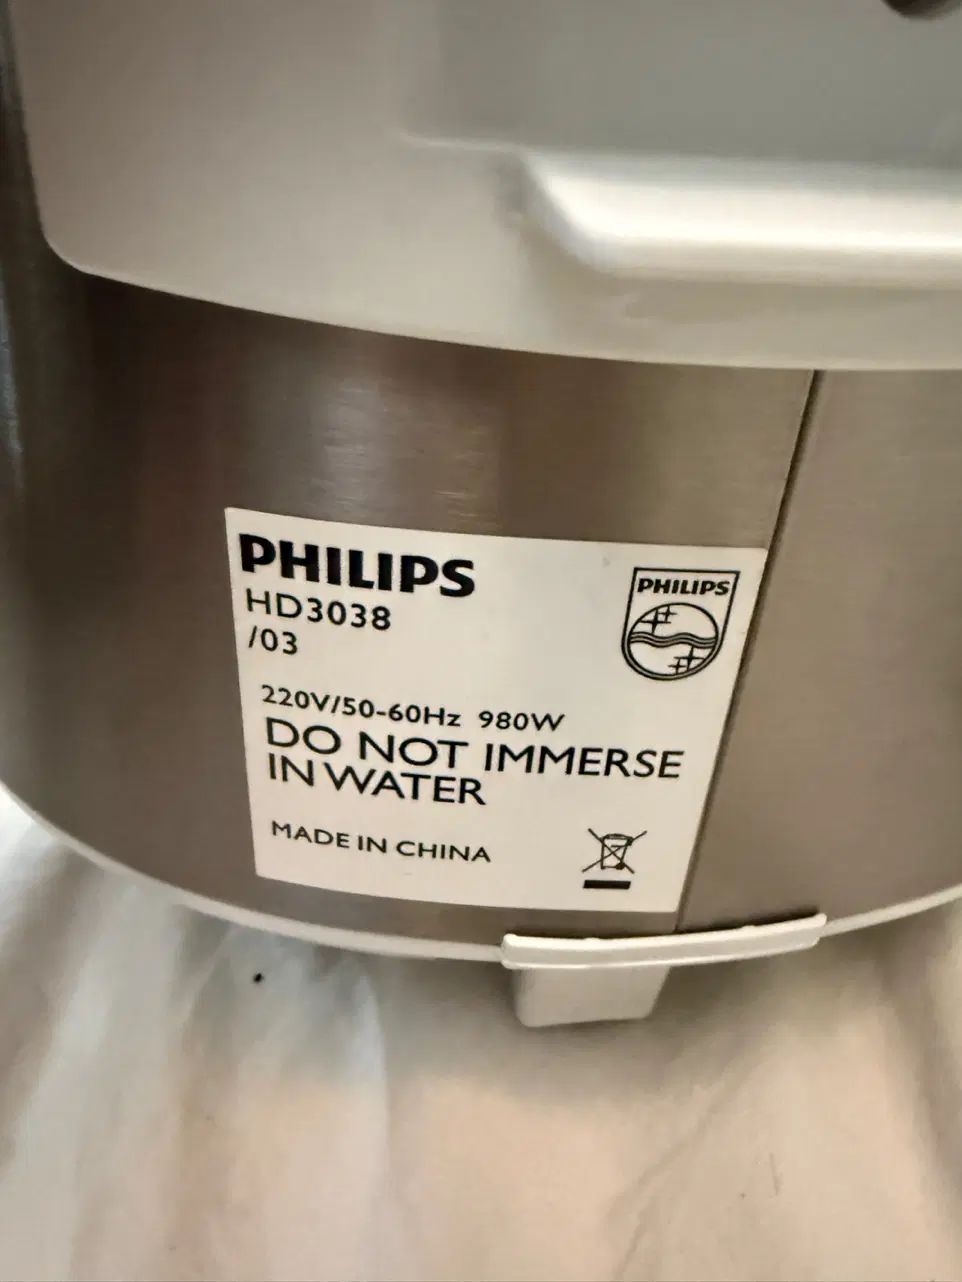 PHILIPS
HD3038
/03
PHILIPS
220V/50-60Hz 980W
DO NOT IMMERSE
IN WATER
MADE IN CHINA